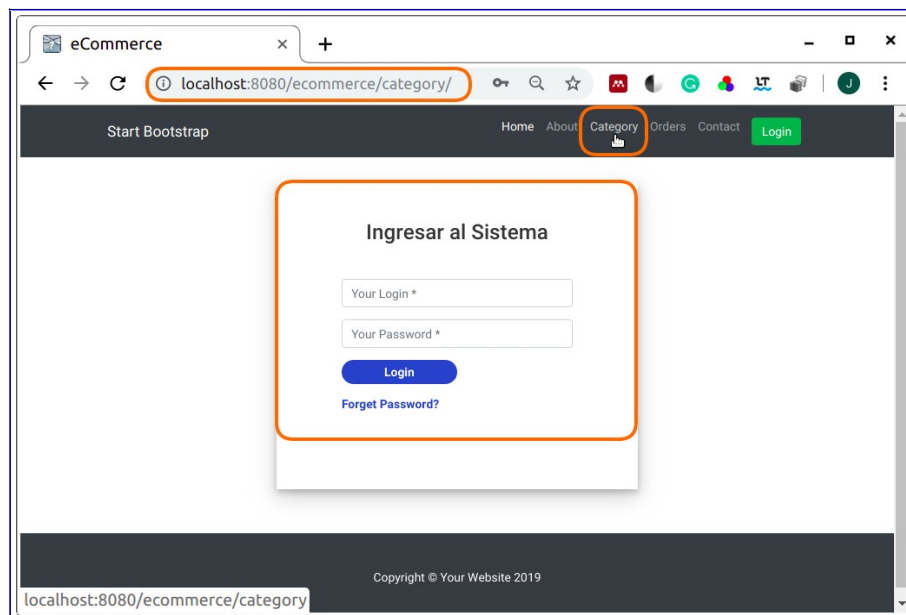 eCommerce
localhost:8080/ecommerce/category/
J
Start Bootstrap
Home About Category Orders Contact Login
Ingresar al Sistema
Your Login *
Your Password *
Login
Forget Password?
Copyright © Your Website 2019
localhost:8080/ecommerce/category